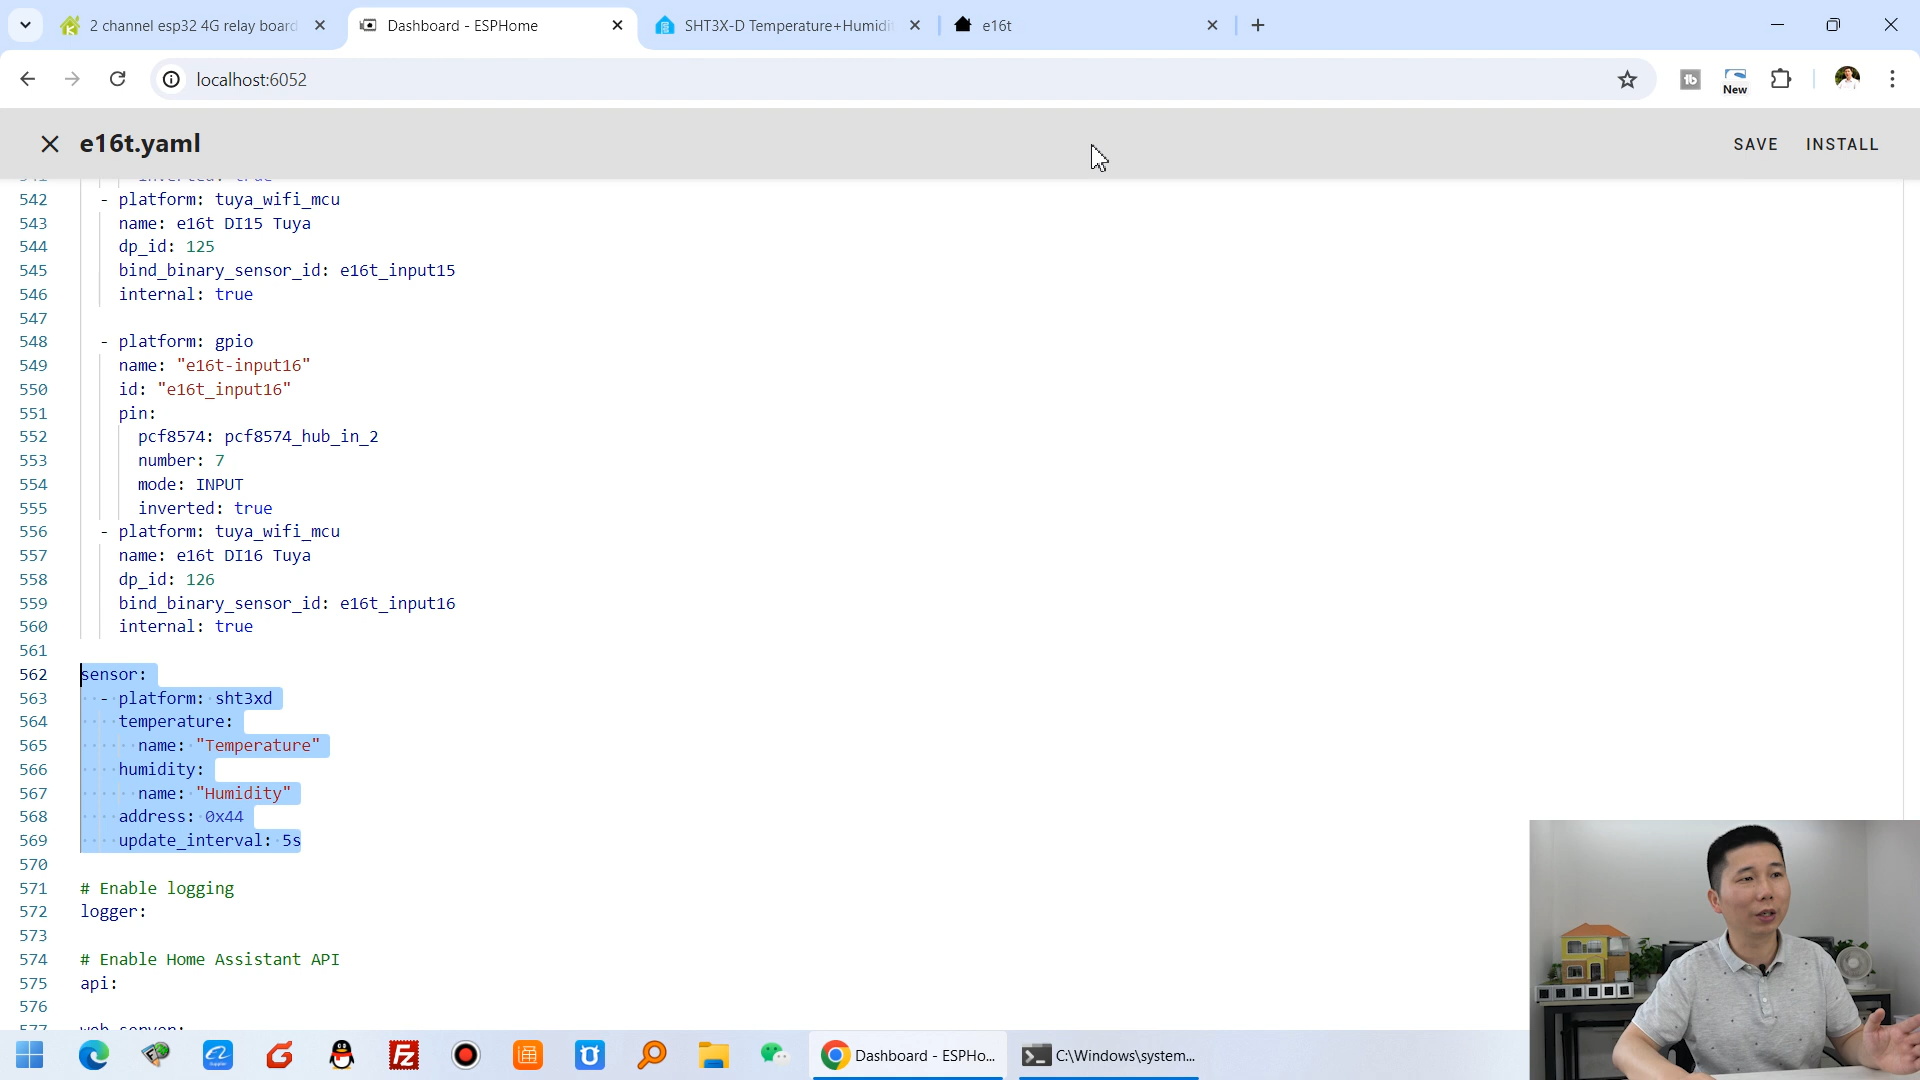 2 channel esp32 4G relay board
Dashboard - ESPHome
SHT3X-D Temperature+Humidi
e16t
localhost:6052
New
e16t.yaml
SAVE
INSTALL
542 - platform: tuya_wifi_mcu
543 name: e16t DI15 Tuya
544 dp_id: 125
545 bind_binary_sensor_id: e16t_input15
546 internal: true
547
548 - platform: gpio
549 name: "e16t-input16"
550 id: "e16t_input16"
551 pin:
552 pcf8574: pcf8574_hub_in_2
553 number: 7
554 mode: INPUT
555 inverted: true
556 - platform: tuya_wifi_mcu
557 name: e16t DI16 Tuya
558 dp_id: 126
559 bind_binary_sensor_id: e16t_input16
560 internal: true
561
562 sensor:
563 - platform: sht3xd
564 temperature:
565 name: "Temperature"
566 humidity:
567 name: "Humidity"
568 address: 0x44
569 update_interval: 5s
570
571 # Enable logging
572 logger:
573
574 # Enable Home Assistant API
575 api:
576
577 web_server:
Dashboard - ESPHo...
C:\Windows\system...